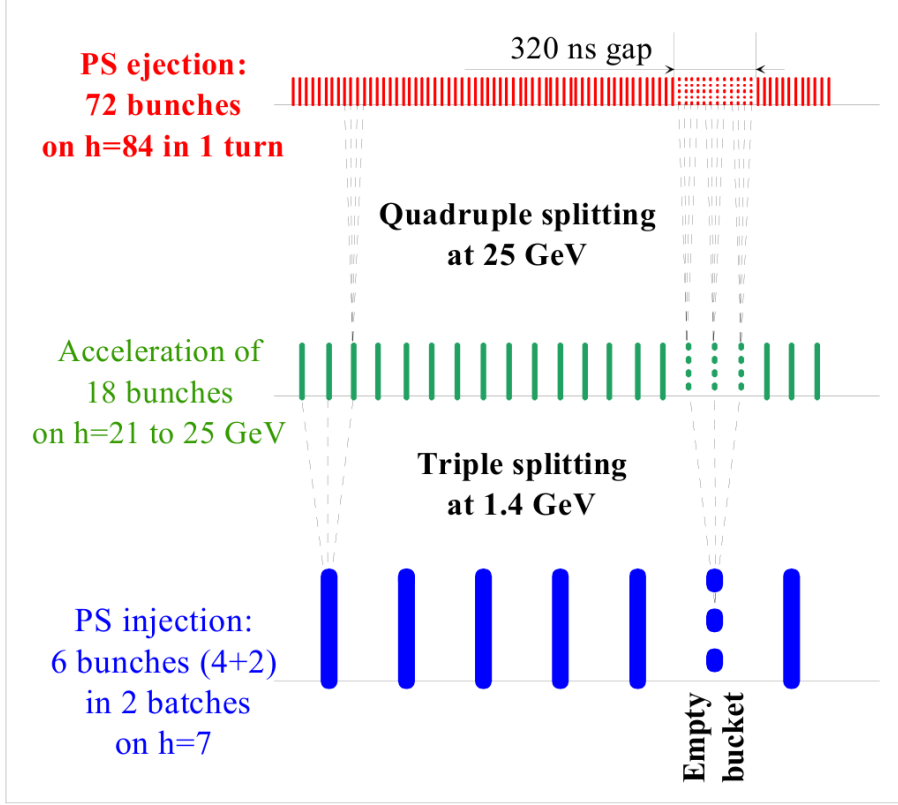 320 ns gap
PS ejection:
72 bunches
on h=84 in 1 turn
Quadruple splitting
at 25 GeV
Acceleration of
18 bunches
on h=21 to 25 GeV
Triple splitting
at 1.4 GeV
PS injection:
6 bunches (4+2)
in 2 batches
on h=7
Empty
bucket